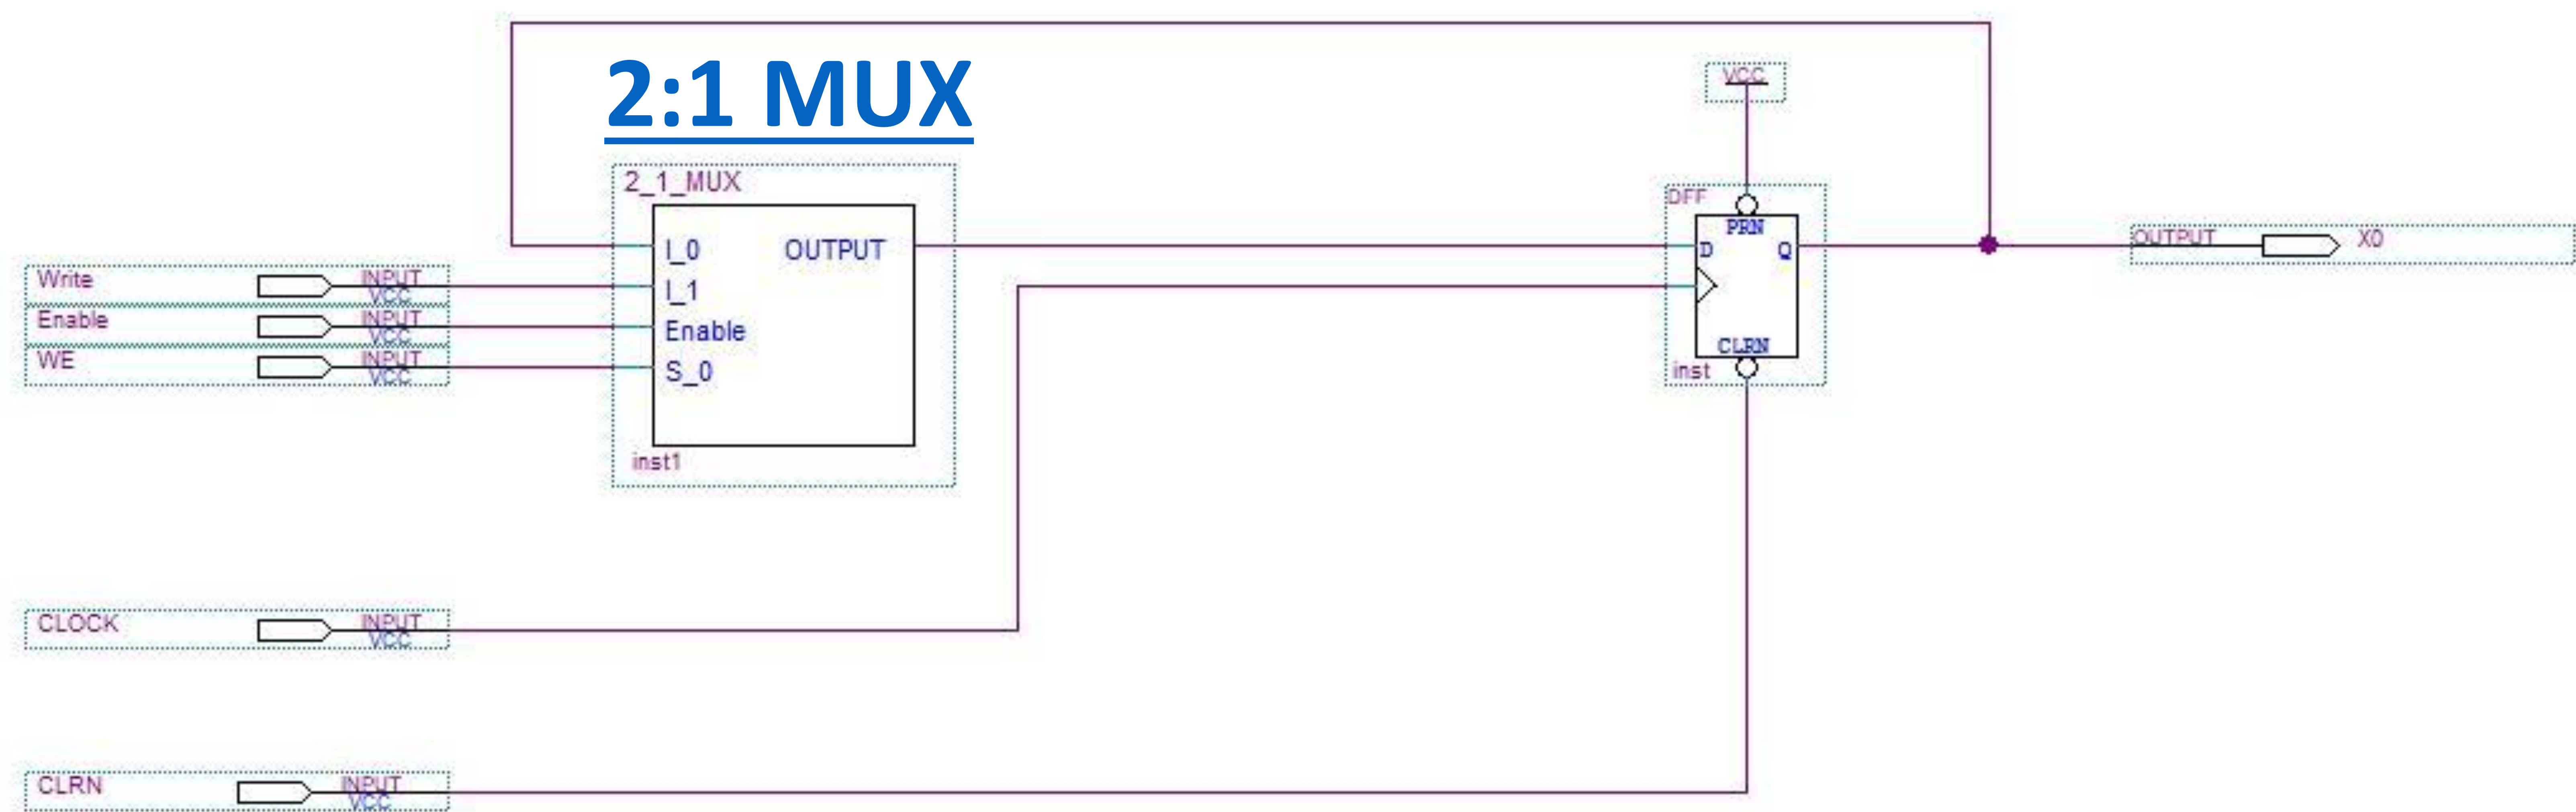 2:1 MUX
VCC
2_1_MUX
DFF
PRN
I_0 OUTPUT
D Q
OUTPUT X0
Write INPUT
VCC
I_1
Enable INPUT
VCC
Enable
WE INPUT
VCC
S_0
CLRN
inst
inst1
CLOCK INPUT
VCC
CLRN INPUT
VCC